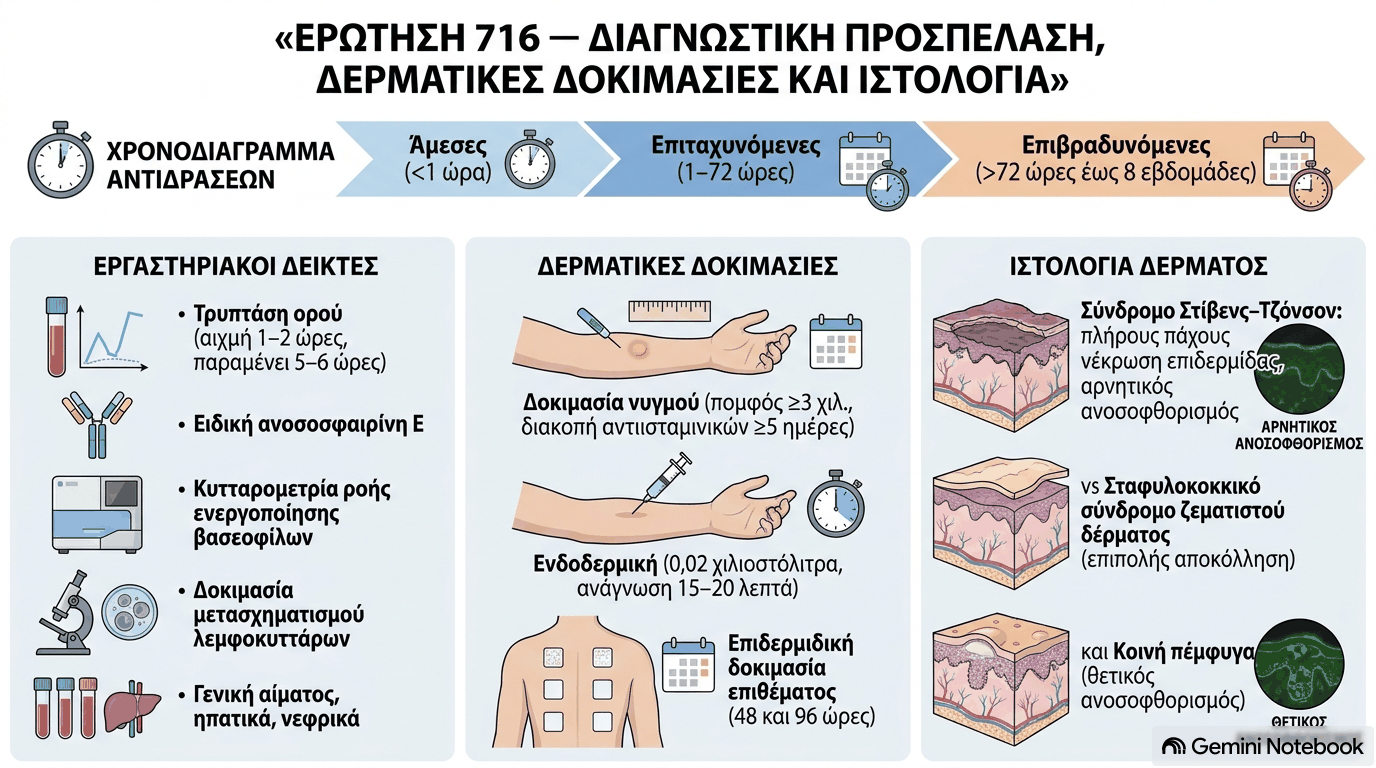 «ΕΡΩΤΗΣΗ 716 — ΔΙΑΓΝΩΣΤΙΚΗ ΠΡΟΣΠΕΛΑΣΗ,
ΔΕΡΜΑΤΙΚΕΣ ΔΟΚΙΜΑΣΙΕΣ ΚΑΙ ΙΣΤΟΛΟΓΙΑ»
ΧΡΟΝΟΔΙΑΓΡΑΜΜΑ
ΑΝΤΙΔΡΑΣΕΩΝ
Άμεσες
(<1 ώρα)
Επιταχυνόμενες
(1–72 ώρες)
Επιβραδυνόμενες
(>72 ώρες έως 8 εβδομάδες)
ΕΡΓΑΣΤΗΡΙΑΚΟΙ ΔΕΙΚΤΕΣ
• Τρυπτάση ορού
(αιχμή 1–2 ώρες,
παραμένει 5–6 ώρες)
• Ειδική ανοσοσφαιρίνη Ε
• Κυτταρομετρία ροής
ενεργοποίησης
βασεοφίλων
• Δοκιμασία
μετασχηματισμού
λεμφοκυττάρων
• Γενική αίματος,
ηπατικά, νεφρικά
ΔΕΡΜΑΤΙΚΕΣ ΔΟΚΙΜΑΣΙΕΣ
Δοκιμασία νυγμού (πομφός ≥3 χιλ.,
διακοπή αντιισταμινικών ≥5 ημέρες)
Ενδοδερμική (0,02 χιλιοστόλιτρα,
ανάγνωση 15–20 λεπτά)
Επιδερμιδική
δοκιμασία
επιθέματος
(48 και 96 ώρες)
ΙΣΤΟΛΟΓΙΑ ΔΕΡΜΑΤΟΣ
Σύνδρομο Στίβενς–Τζόνσον:
πλήρους πάχους
νέκρωση επιδερμίδας,
αρνητικός
ανοσοφθορισμός
ΑΡΝΗΤΙΚΟΣ
ΑΝΟΣΟΦΘΟΡΙΣΜΟΣ
vs Σταφυλοκοκκικό
σύνδρομο ζεματιστού
δέρματος
(επιπολής αποκόλληση)
και Κοινή πέμφυγα
(θετικός
ανοσοφθορισμός)
ΘΕΤΙΚΟΣ
Gemini Notebook